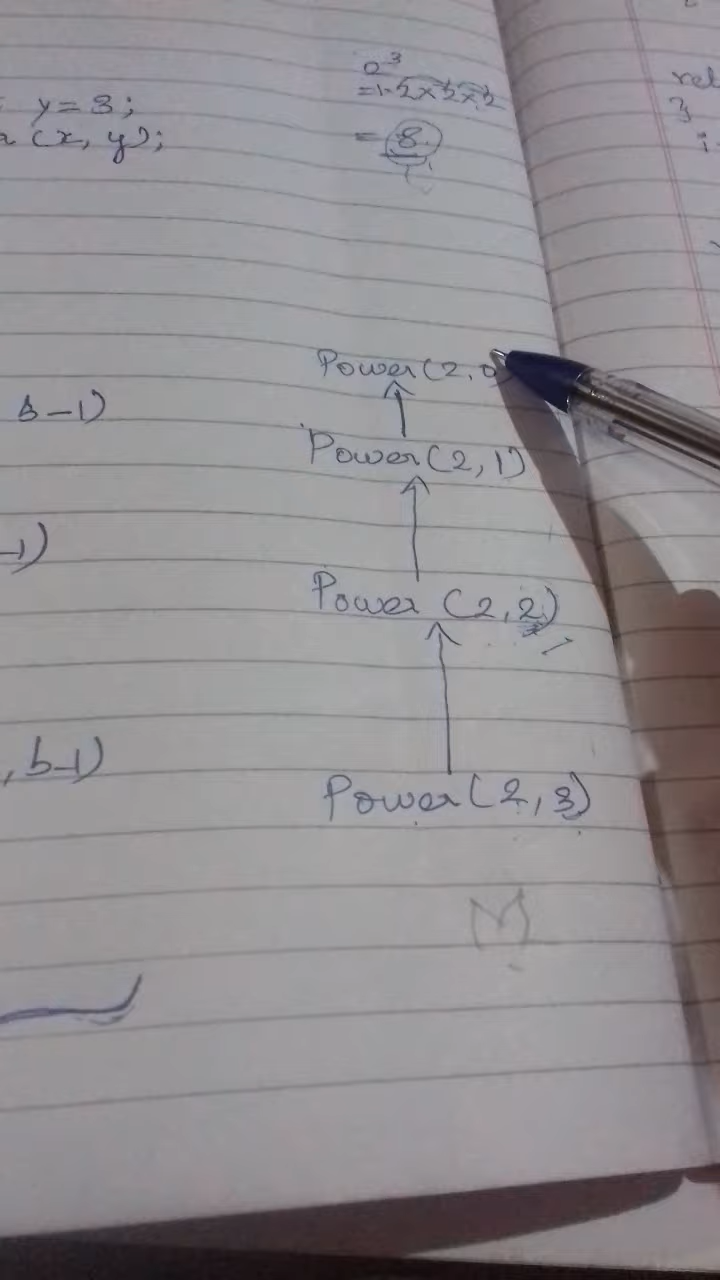 y=3;
(x, y);
2³
=1·2×2×2
= 8
b-1)
-1)
, b-1)
Power(2,0
Power(2,1)
Power (2,2)
Power(2,3)